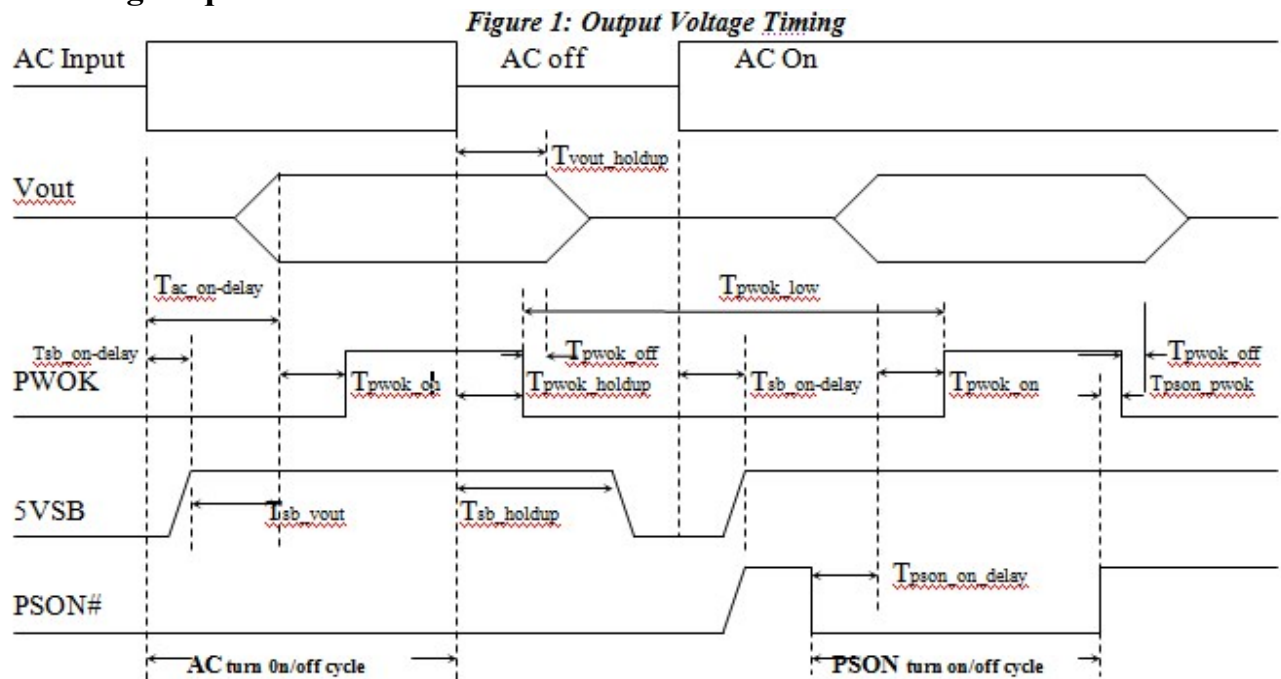 Figure 1: Output Voltage Timing
AC Input
AC off
AC On
Tvout_holdup
Vout
Tac_on-delay
Tpwok_low
Tsb_on-delay
Tpwok_off
Tpwok_off
PWOK
Tpwok_on
Tpwok_holdup
Tsb_on-delay
Tpwok_on
Tpson_pwok
5VSB
Tsb_vout
Tsb_holdup
Tpson_on_delay
PSON#
AC turn 0n/off cycle
PSON turn on/off cycle